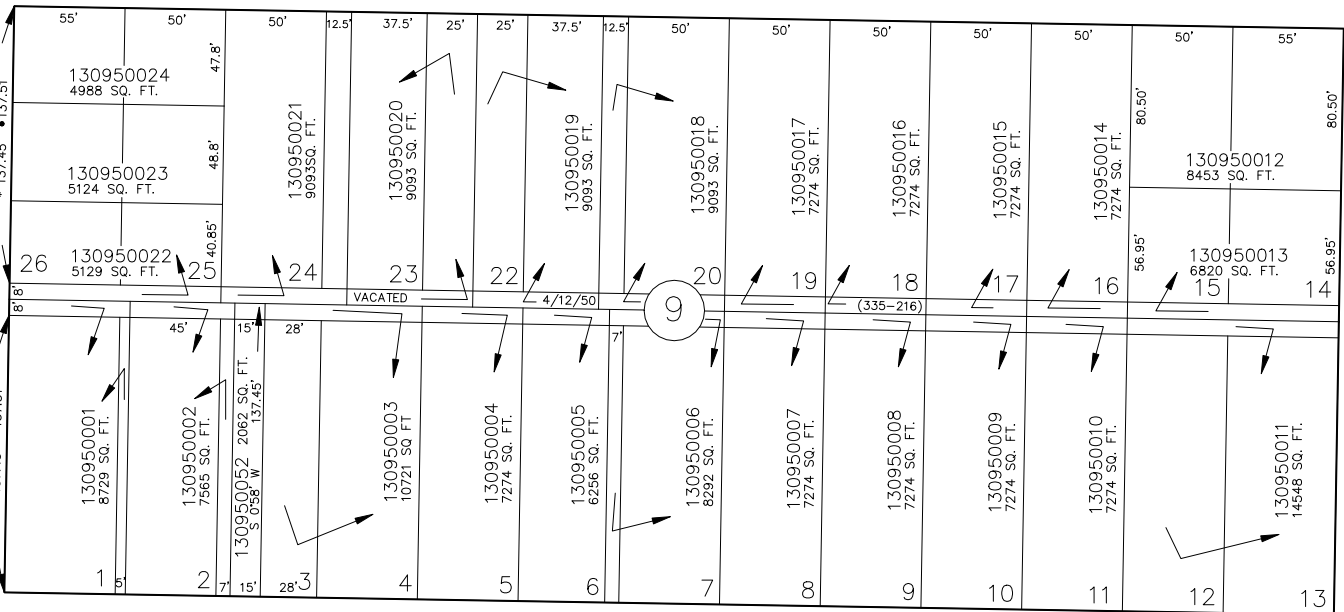 55' 50' 50' 12.5' 37.5' 25' 25' 37.5' 12.5' 50' 50' 50' 50' 50' 55'
137.45' 137.51'
47.8'
130950024
4988 SQ. FT.
48.8'
130950023
5124 SQ. FT.
140.85'
130950022
5129 SQ. FT.
130950021
9093SQ. FT.
130950020
9093 SQ. FT.
130950019
9093 SQ. FT.
130950018
9093 SQ. FT.
130950017
7274 SQ. FT.
130950016
7274 SQ. FT.
130950015
7274 SQ. FT.
130950014
7274 SQ. FT.
80.50'
80.50'
130950012
8453 SQ. FT.
56.95'
56.95'
130950013
6820 SQ. FT.
26 25 24 23 22 20 19 18 17 16 15 14
8'
8'
VACATED 4/12/50 9 (335-216)
45' 15' 28' 7'
130950001
8729 SQ. FT.
130950002
7565 SQ. FT.
130950052 2062 SQ. FT.
S 0°58' W 137.45'
130950003
10721 SQ FT
130950004
7274 SQ. FT.
130950005
6256 SQ. FT.
130950006
8292 SQ. FT.
130950007
7274 SQ. FT.
130950008
7274 SQ. FT.
130950009
7274 SQ. FT.
130950010
7274 SQ. FT.
130950011
14548 SQ. FT.
1 5' 2 7' 15' 28' 3 4 5 6 7 8 9 10 11 12 13